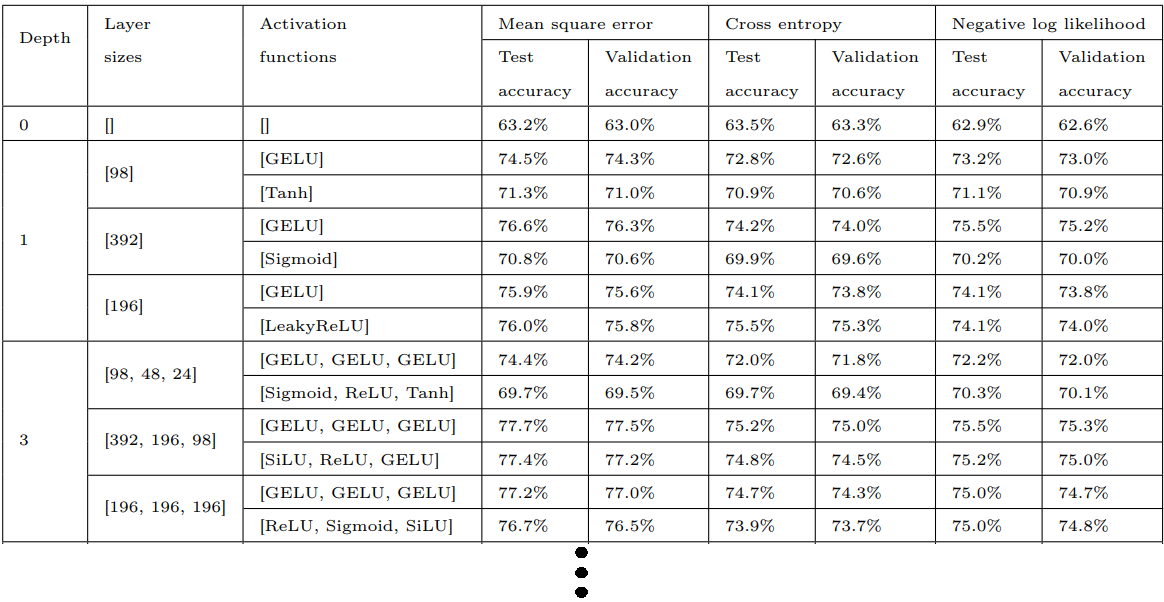 Depth Layer sizes Activation functions Mean square error Cross entropy Negative log likelihood
Test accuracy Validation accuracy Test accuracy Validation accuracy Test accuracy Validation accuracy
0 [] [] 63.2% 63.0% 63.5% 63.3% 62.9% 62.6%
1 [98] [GELU] 74.5% 74.3% 72.8% 72.6% 73.2% 73.0%
[Tanh] 71.3% 71.0% 70.9% 70.6% 71.1% 70.9%
[392] [GELU] 76.6% 76.3% 74.2% 74.0% 75.5% 75.2%
[Sigmoid] 70.8% 70.6% 69.9% 69.6% 70.2% 70.0%
[196] [GELU] 75.9% 75.6% 74.1% 73.8% 74.1% 73.8%
[LeakyReLU] 76.0% 75.8% 75.5% 75.3% 74.1% 74.0%
3 [98, 48, 24] [GELU, GELU, GELU] 74.4% 74.2% 72.0% 71.8% 72.2% 72.0%
[Sigmoid, ReLU, Tanh] 69.7% 69.5% 69.7% 69.4% 70.3% 70.1%
[392, 196, 98] [GELU, GELU, GELU] 77.7% 77.5% 75.2% 75.0% 75.5% 75.3%
[SiLU, ReLU, GELU] 77.4% 77.2% 74.8% 74.5% 75.2% 75.0%
[196, 196, 196] [GELU, GELU, GELU] 77.2% 77.0% 74.7% 74.3% 75.0% 74.7%
[ReLU, Sigmoid, SiLU] 76.7% 76.5% 73.9% 73.7% 75.0% 74.8%